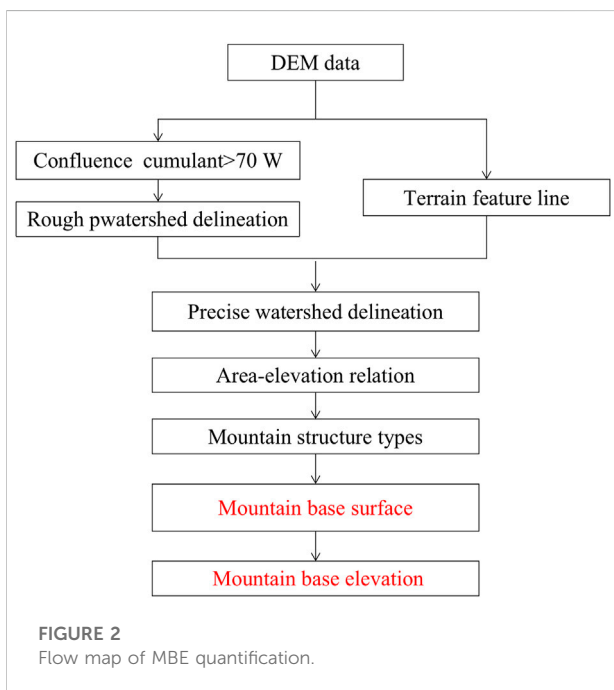 DEM data
Confluence cumulant>70 W
Rough pwatershed delineation
Terrain feature line
Precise watershed delineation
Area-elevation relation
Mountain structure types
Mountain base surface
Mountain base elevation
FIGURE 2
Flow map of MBE quantification.